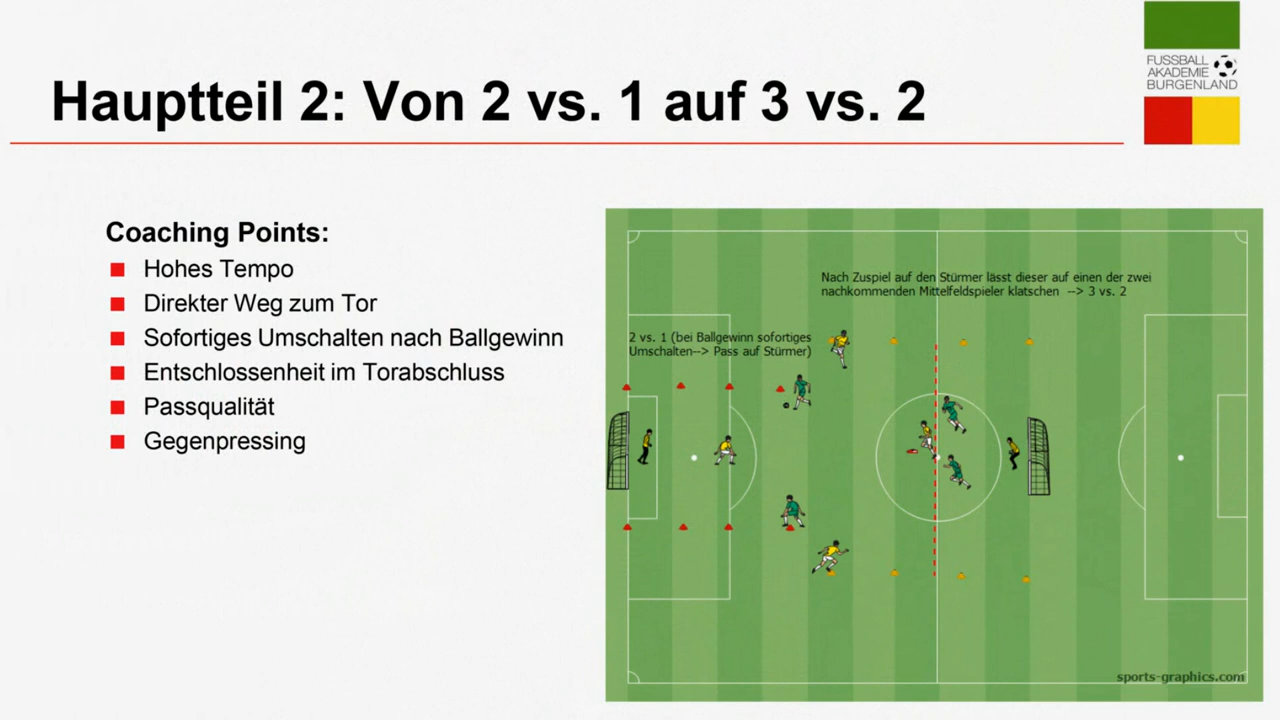 Hauptteil 2: Von 2 vs. 1 auf 3 vs. 2
FUSSBALL
AKADEMIE
BURGENLAND
Coaching Points:
Hohes Tempo
Direkter Weg zum Tor
Sofortiges Umschalten nach Ballgewinn
Entschlossenheit im Torabschluss
Passqualität
Gegenpressing
Nach Zuspiel auf den Stürmer lässt dieser auf einen der zwei
nachkommenden Mittelfeldspieler klatschen --> 3 vs. 2
2 vs. 1 (bei Ballgewinn sofortiges
Umschalten--> Pass auf Stürmer)
sports-graphics.com